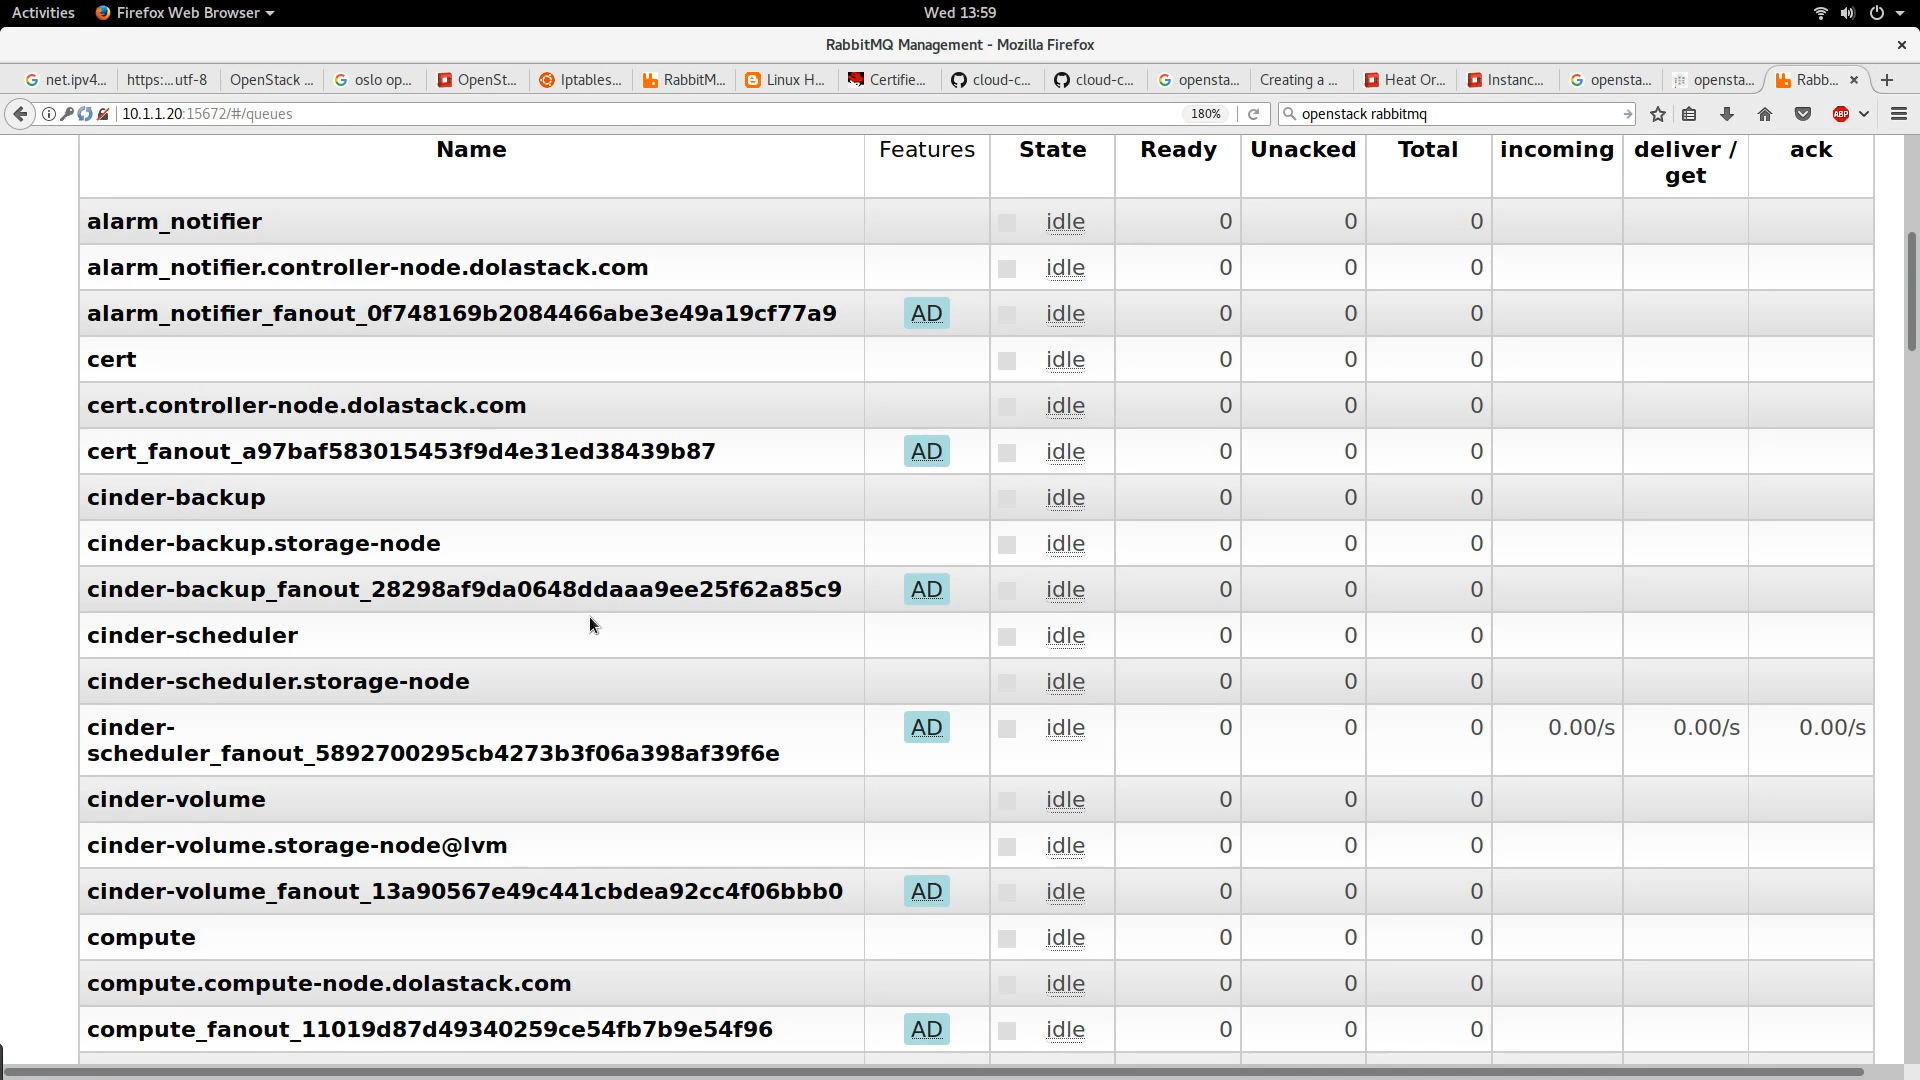 Activities Firefox Web Browser Wed 13:59
RabbitMQ Management - Mozilla Firefox
net.ipv4... https:...utf-8 OpenStack ... oslo op... OpenSt... Iptables... RabbitM... Linux H... Certifie... cloud-c... cloud-c... opensta... Creating a ... Heat Or... Instanc... opensta... opensta... Rabb...
10.1.1.20:15672/#/queues 180% openstack rabbitmq ABP
Name Features State Ready Unacked Total incoming deliver / ack
get
alarm_notifier idle 0 0 0
alarm_notifier.controller-node.dolastack.com idle 0 0 0
alarm_notifier_fanout_0f748169b2084466abe3e49a19cf77a9 AD idle 0 0 0
cert idle 0 0 0
cert.controller-node.dolastack.com idle 0 0 0
cert_fanout_a97baf583015453f9d4e31ed38439b87 AD idle 0 0 0
cinder-backup idle 0 0 0
cinder-backup.storage-node idle 0 0 0
cinder-backup_fanout_28298af9da0648ddaaa9ee25f62a85c9 AD idle 0 0 0
cinder-scheduler idle 0 0 0
cinder-scheduler.storage-node idle 0 0 0
cinder- AD idle 0 0 0 0.00/s 0.00/s 0.00/s
scheduler_fanout_5892700295cb4273b3f06a398af39f6e
cinder-volume idle 0 0 0
cinder-volume.storage-node@lvm idle 0 0 0
cinder-volume_fanout_13a90567e49c441cbdea92cc4f06bbb0 AD idle 0 0 0
compute idle 0 0 0
compute.compute-node.dolastack.com idle 0 0 0
compute_fanout_11019d87d49340259ce54fb7b9e54f96 AD idle 0 0 0